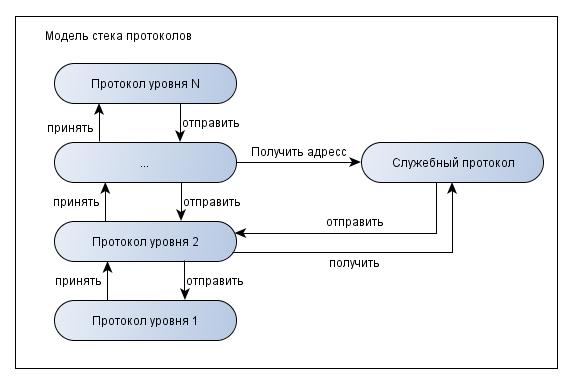 Модель стека протоколов
Протокол уровня N
принять
отправить
...
Получить адресс
Служебный протокол
принять
отправить
отправить
Протокол уровня 2
получить
принять
отправить
Протокол уровня 1